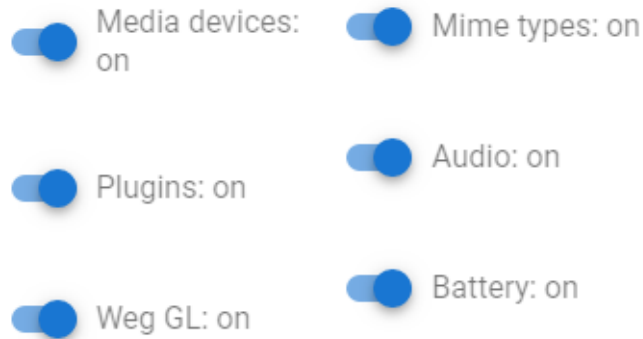 Media devices:
on
Mime types: on
Plugins: on
Audio: on
Weg GL: on
Battery: on